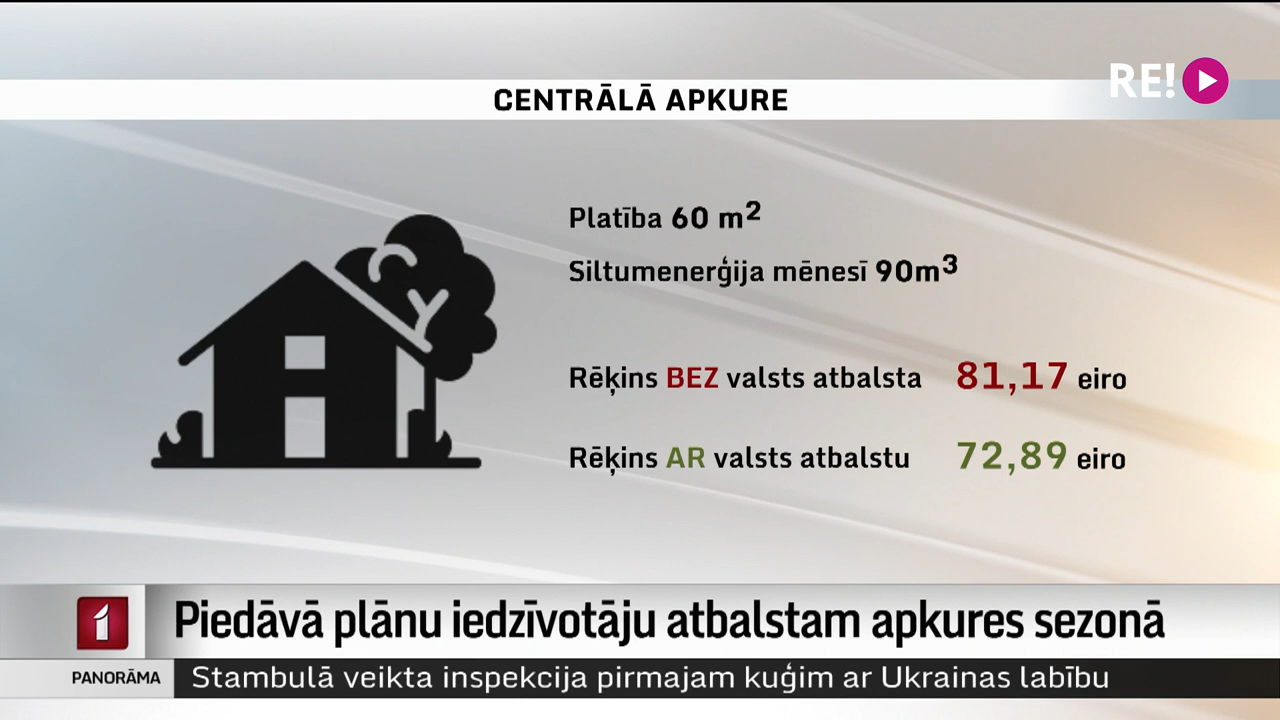 RE!
CENTRĀLĀ APKURE
Platība 60 m²
Siltumenerģija mēnesī 90m³
Rēķins BEZ valsts atbalsta 81,17 eiro
Rēķins AR valsts atbalstu 72,89 eiro
1 Piedāvā plānu iedzīvotāju atbalstam apkures sezonā
PANORĀMA Stambulā veikta inspekcija pirmajam kuģim ar Ukrainas labību